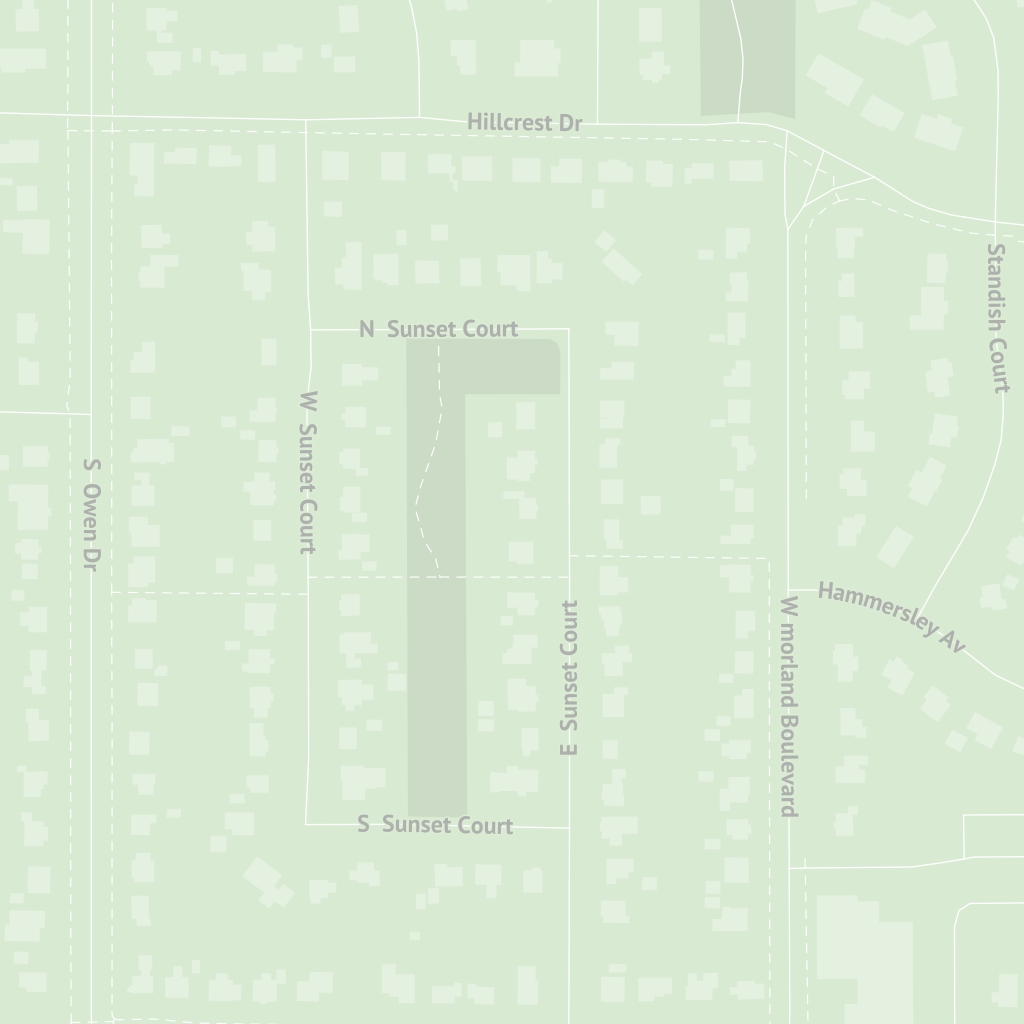 Hillcrest Dr
Standish Court
N Sunset Court
W Sunset Court
S Owen Dr
Hammersley Av
W morland Boulevard
E Sunset Court
S Sunset Court